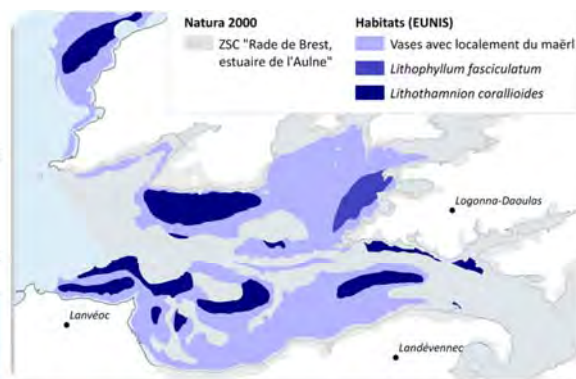 Natura 2000
ZSC "Rade de Brest,
estuaire de l'Aulne"
Habitats (EUNIS)
Vases avec localement du maërl
Lithophyllum fasciculatum
Lithothamnion corallioides
Logonna-Daoulas
Lanvéoc
Landévennec